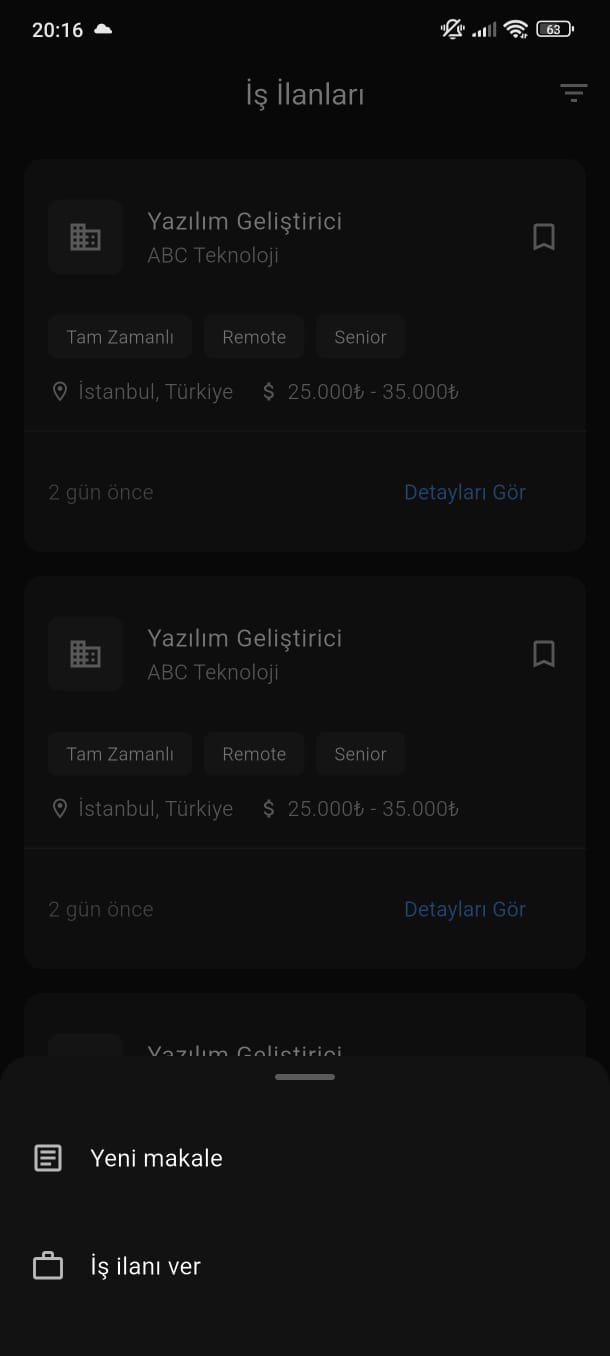 20:16
63
İş İlanları
Yazılım Geliştirici
ABC Teknoloji
Tam Zamanlı Remote Senior
İstanbul, Türkiye $ 25.000₺ - 35.000₺
2 gün önce Detayları Gör
Yazılım Geliştirici
ABC Teknoloji
Tam Zamanlı Remote Senior
İstanbul, Türkiye $ 25.000₺ - 35.000₺
2 gün önce Detayları Gör
Yazılım Geliştirici
Yeni makale
İş ilanı ver